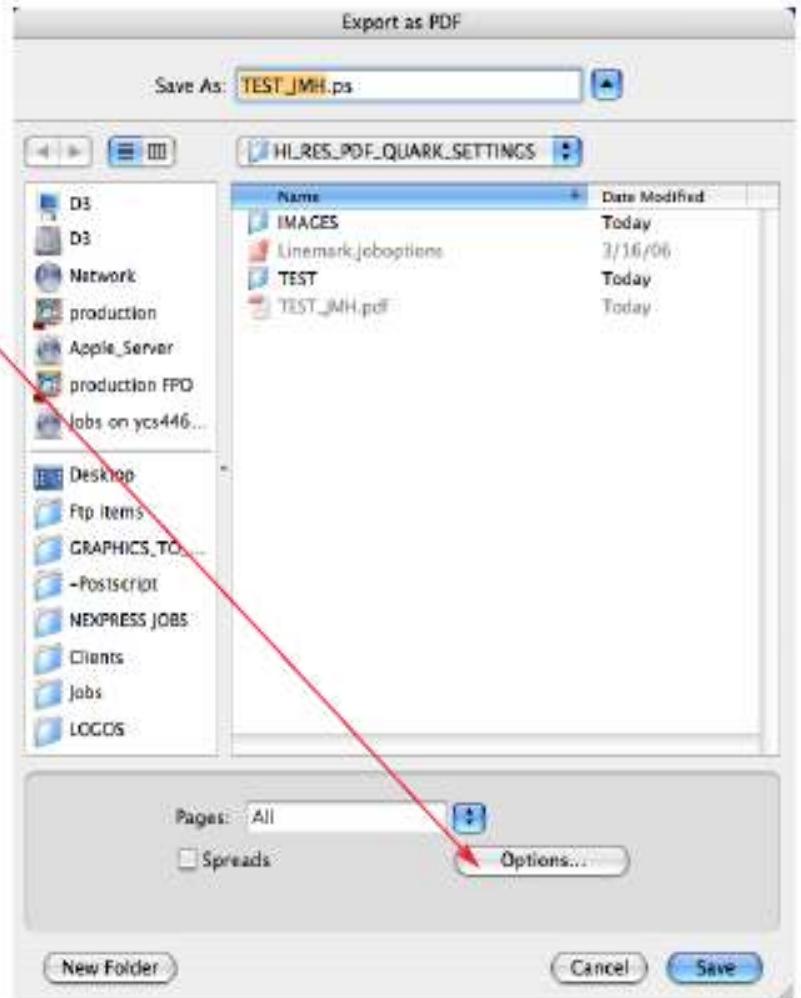 Export as PDF
Save As: TEST_JMH.ps
HI_RES_PDF_QUARK_SETTINGS
Name Date Modified
IMAGES Today
Linemark.joboptions 3/16/06
TEST Today
TEST_JMH.pdf Today
D3
D3
Network
production
Apple_Server
production FPO
Jobs on ycs446...
Desktop
Ftp items
GRAPHICS_TO_...
~Postscript
NEXPRESS JOBS
Clients
Jobs
LOGOS
Pages: All
Spreads
Options...
New Folder
Cancel
Save